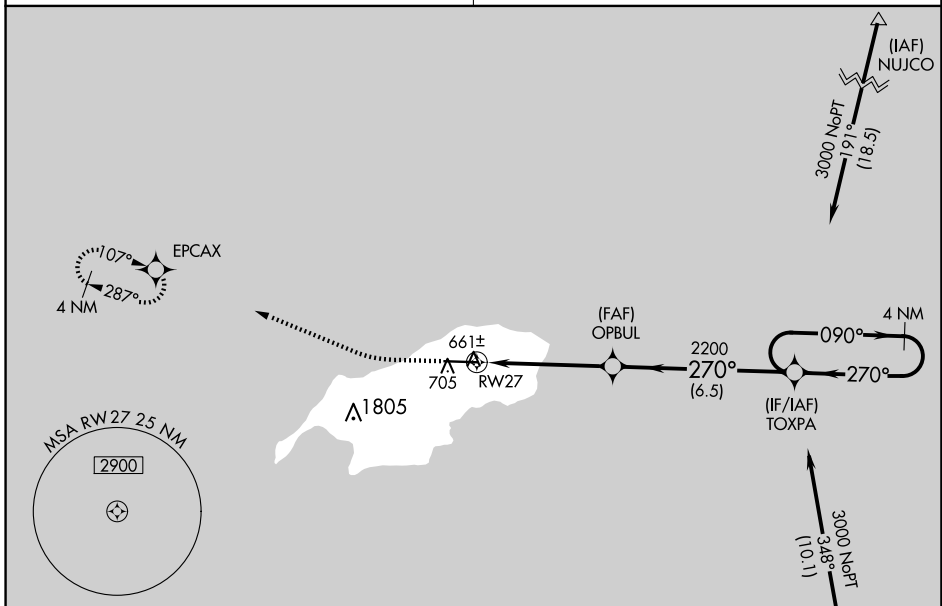 (IAF)
NUJCO
3000 NoPT
191°
(18.5)
107°
EPCAX
287°
4 NM
(FAF)
OPBUL
4 NM
661±
2200
090°
705
RW27
270°
(6.5)
270°
(IF/IAF)
TOXPA
1805
MSA RW27 25 NM
2900
3000 NoPT
348°
(10.1)